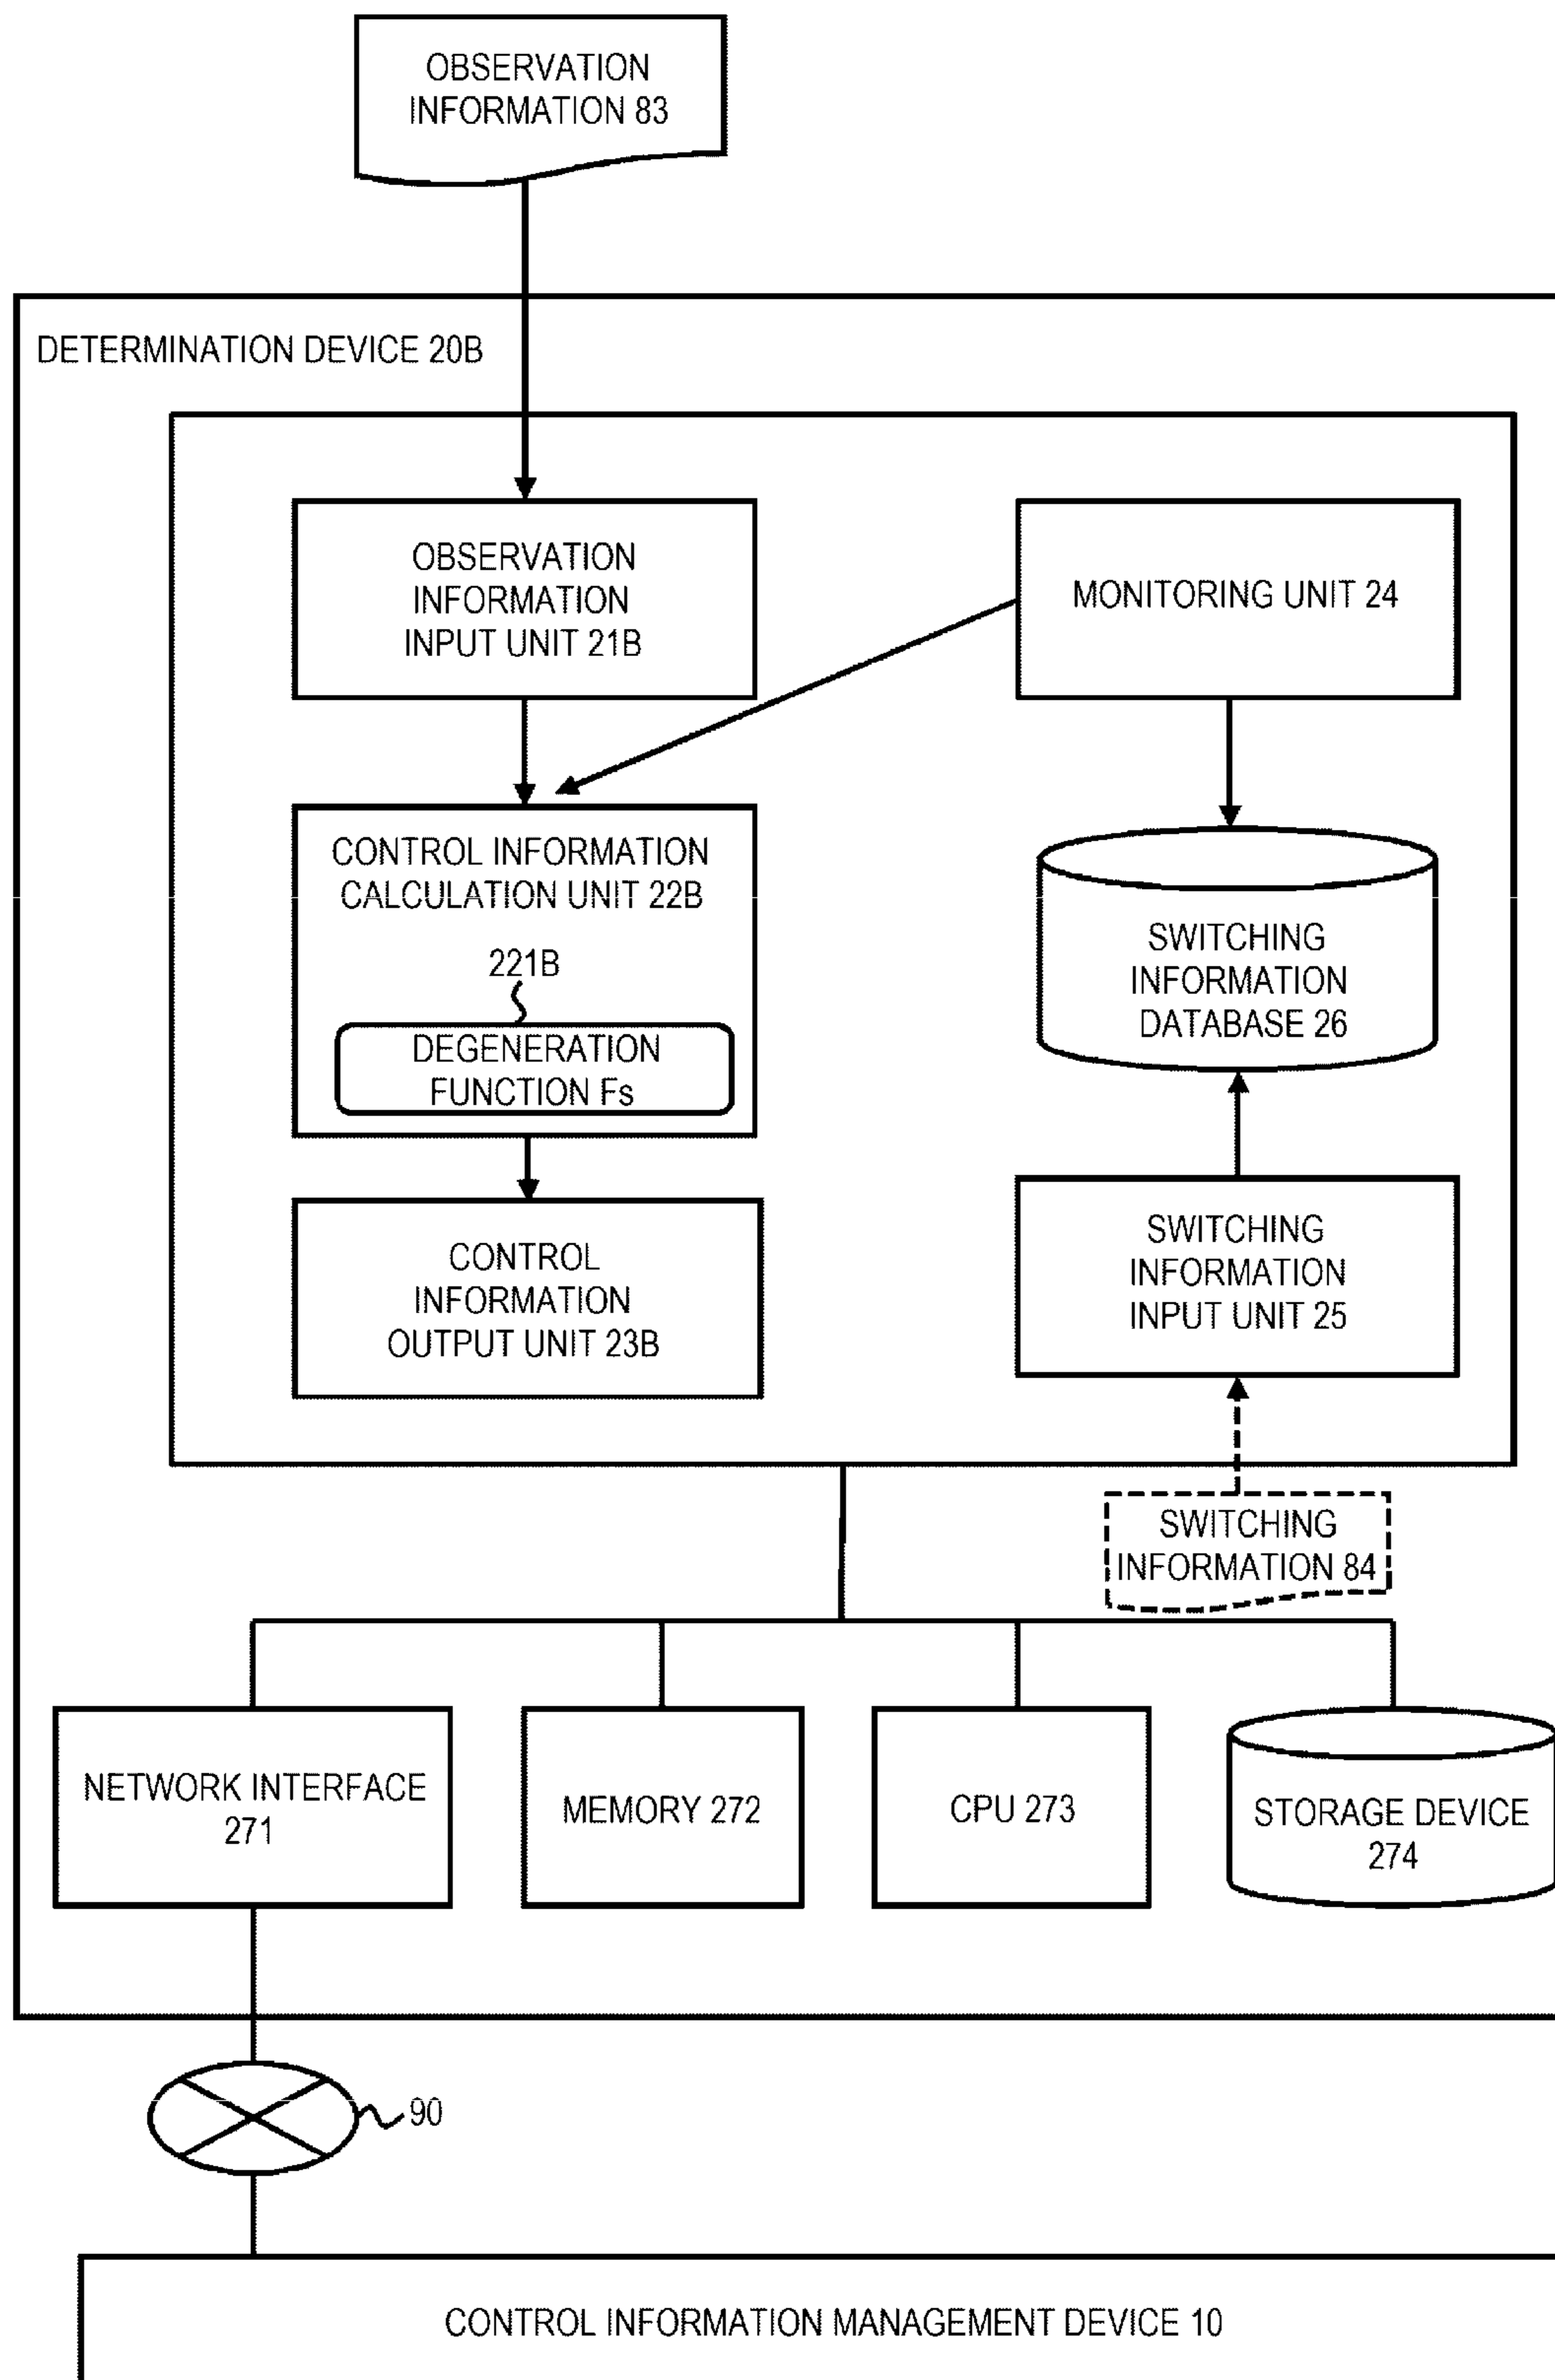 OBSERVATION
INFORMATION 83
DETERMINATION DEVICE 20B
OBSERVATION
INFORMATION
INPUT UNIT 21B
MONITORING UNIT 24
CONTROL INFORMATION
CALCULATION UNIT 22B
221B
DEGENERATION
FUNCTION Fs
SWITCHING
INFORMATION
DATABASE 26
CONTROL
INFORMATION
OUTPUT UNIT 23B
SWITCHING
INFORMATION
INPUT UNIT 25
SWITCHING
INFORMATION 84
NETWORK INTERFACE
271
MEMORY 272
CPU 273
STORAGE DEVICE
274
90
CONTROL INFORMATION MANAGEMENT DEVICE 10